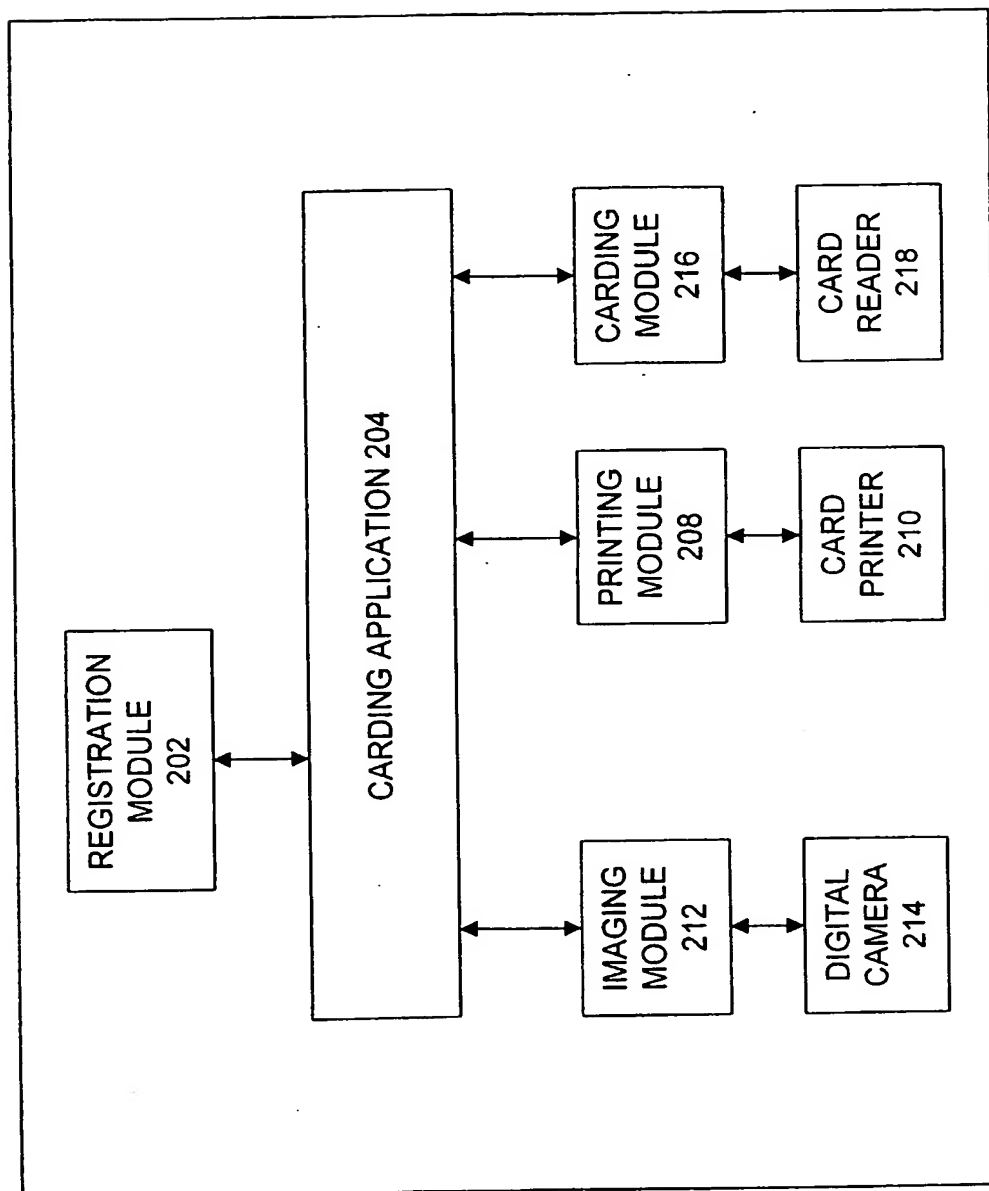 REGISTRATION
MODULE
202
CARDING APPLICATION 204
IMAGING
MODULE
212
PRINTING
MODULE
208
CARDING
MODULE
216
DIGITAL
CAMERA
214
CARD
PRINTER
210
CARD
READER
218